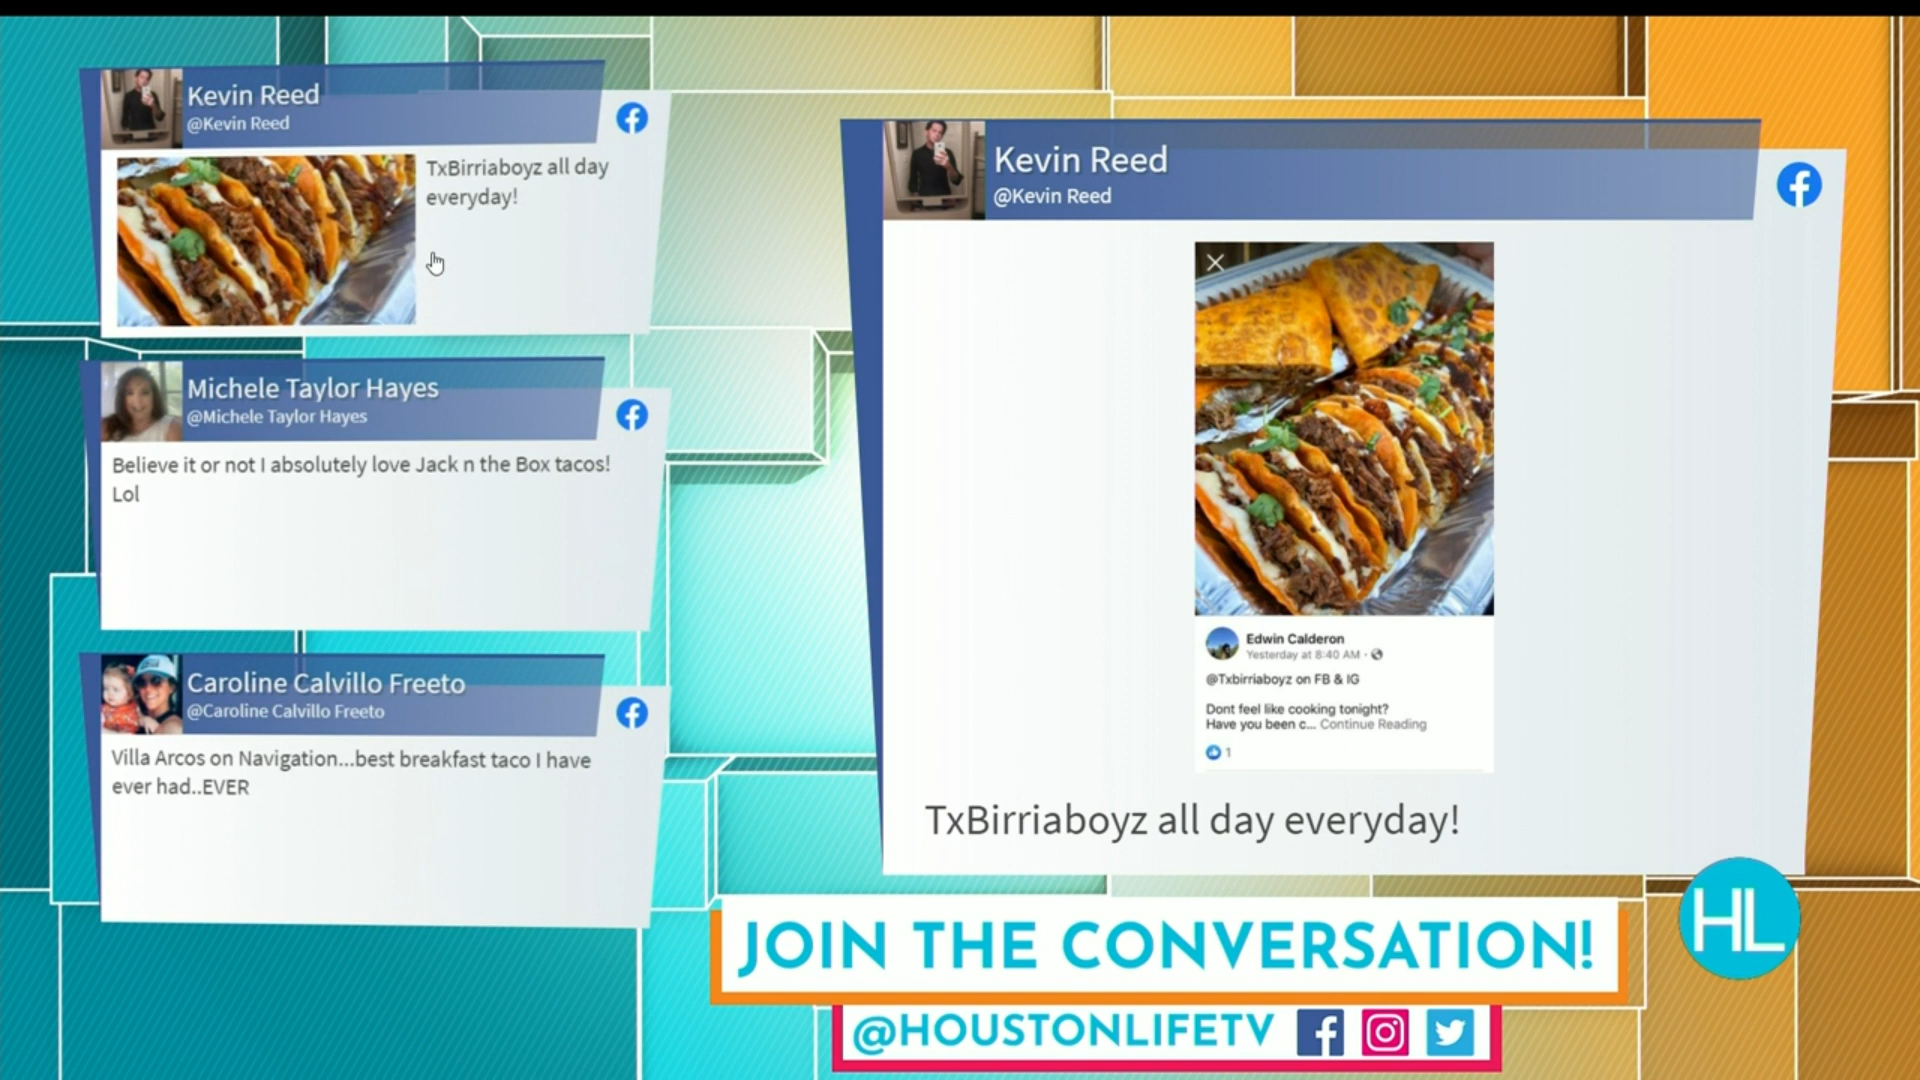 Kevin Reed
@Kevin Reed
TxBirriaboyz all day
everyday!
Michele Taylor Hayes
@Michele Taylor Hayes
Believe it or not I absolutely love Jack n the Box tacos!
Lol
Caroline Calvillo Freeto
@Caroline Calvillo Freeto
Villa Arcos on Navigation...best breakfast taco I have
ever had..EVER
Kevin Reed
@Kevin Reed
Edwin Calderon
Yesterday at 8:40 AM ·
@Txbirriaboyz on FB & IG
Dont feel like cooking tonight?
Have you been c... Continue Reading
1
TxBirriaboyz all day everyday!
HL
JOIN THE CONVERSATION!
@HOUSTONLIFETV